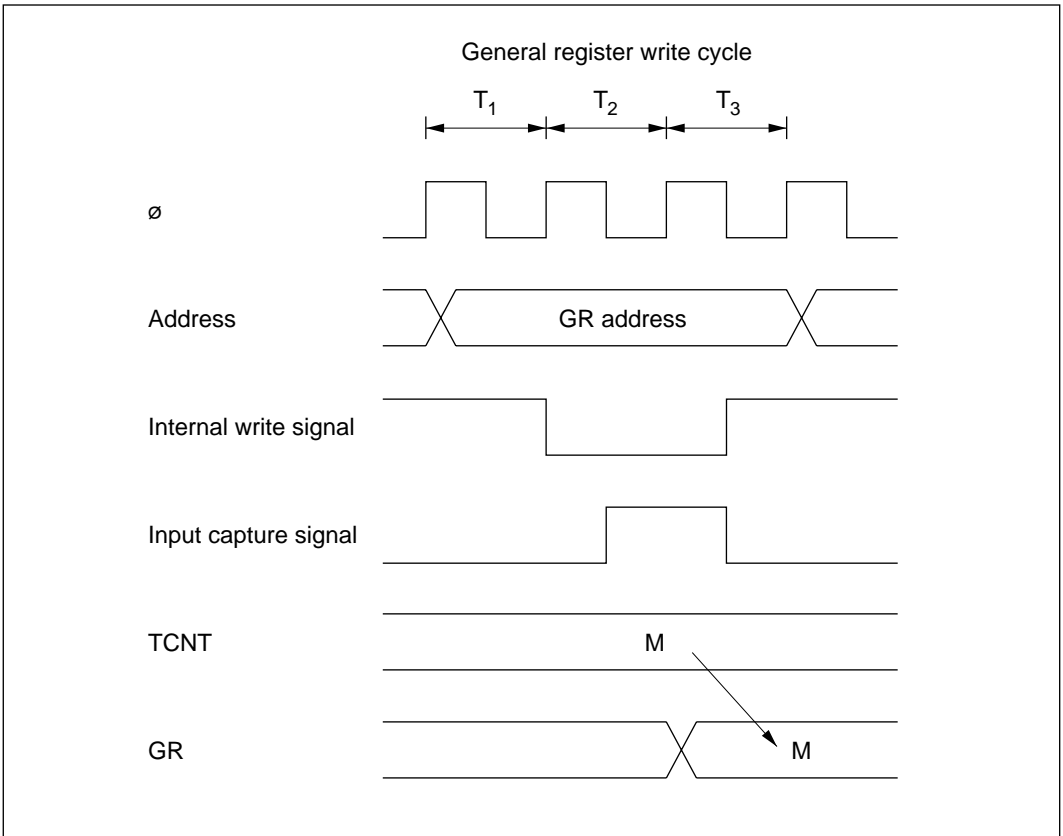 General register write cycle
T1 T2 T3
ø
Address GR address
Internal write signal
Input capture signal
TCNT M
GR M